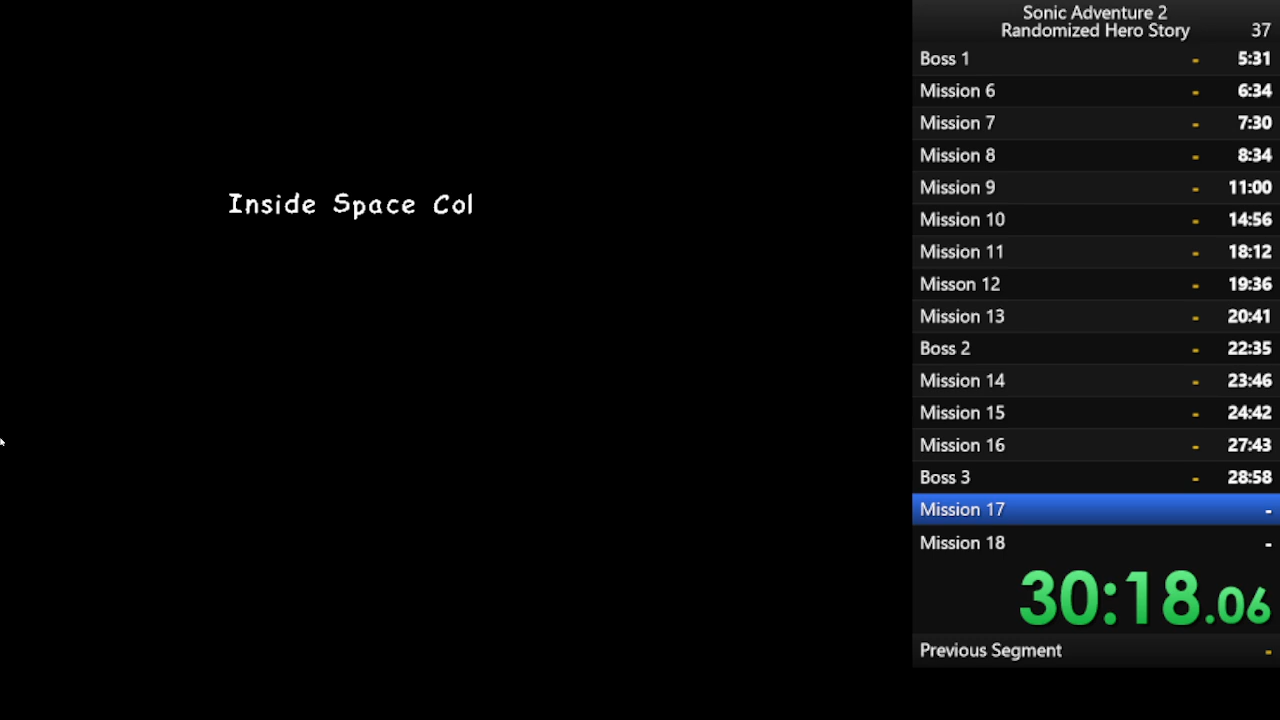 Inside Space Col
Sonic Adventure 2
Randomized Hero Story 37
Boss 1 - 5:31
Mission 6 - 6:34
Mission 7 - 7:30
Mission 8 - 8:34
Mission 9 - 11:00
Mission 10 - 14:56
Mission 11 - 18:12
Misson 12 - 19:36
Mission 13 - 20:41
Boss 2 - 22:35
Mission 14 - 23:46
Mission 15 - 24:42
Mission 16 - 27:43
Boss 3 - 28:58
Mission 17 -
Mission 18 -
30:18.06
Previous Segment -